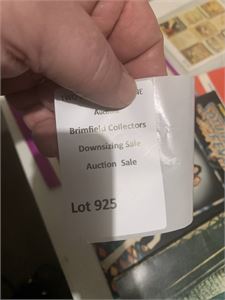 Brimfield Collectors
Downsizing Sale
Auction Sale
Lot 925